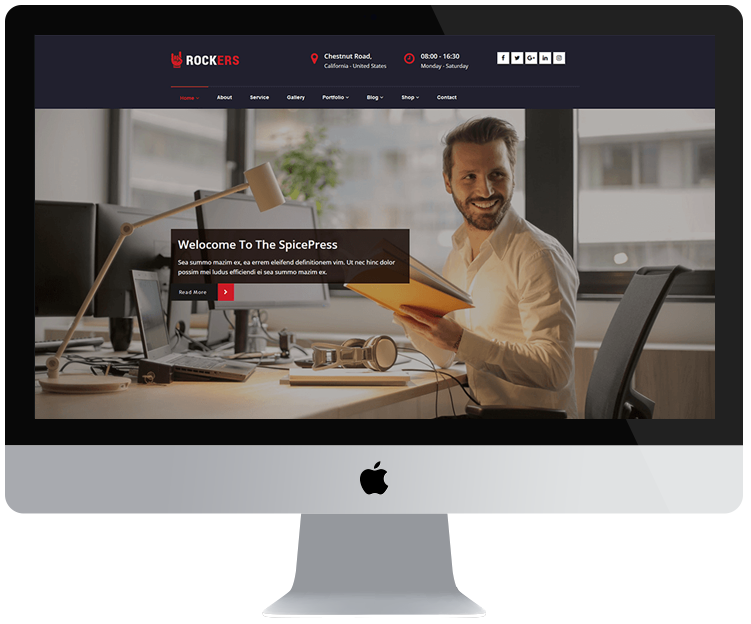 ROCKERS
Chestnut Road,
California - United States
08:00 - 16:30
Monday - Saturday
Home
About
Service
Gallery
Portfolio
Blog
Shop
Contact
Welocome To The SpicePress
Sea summo mazim ex, ea errem eleifend definitionem vim. Ut nec hinc dolor
possim mei ludus efficiendi ei sea summo mazim ex.
Read More